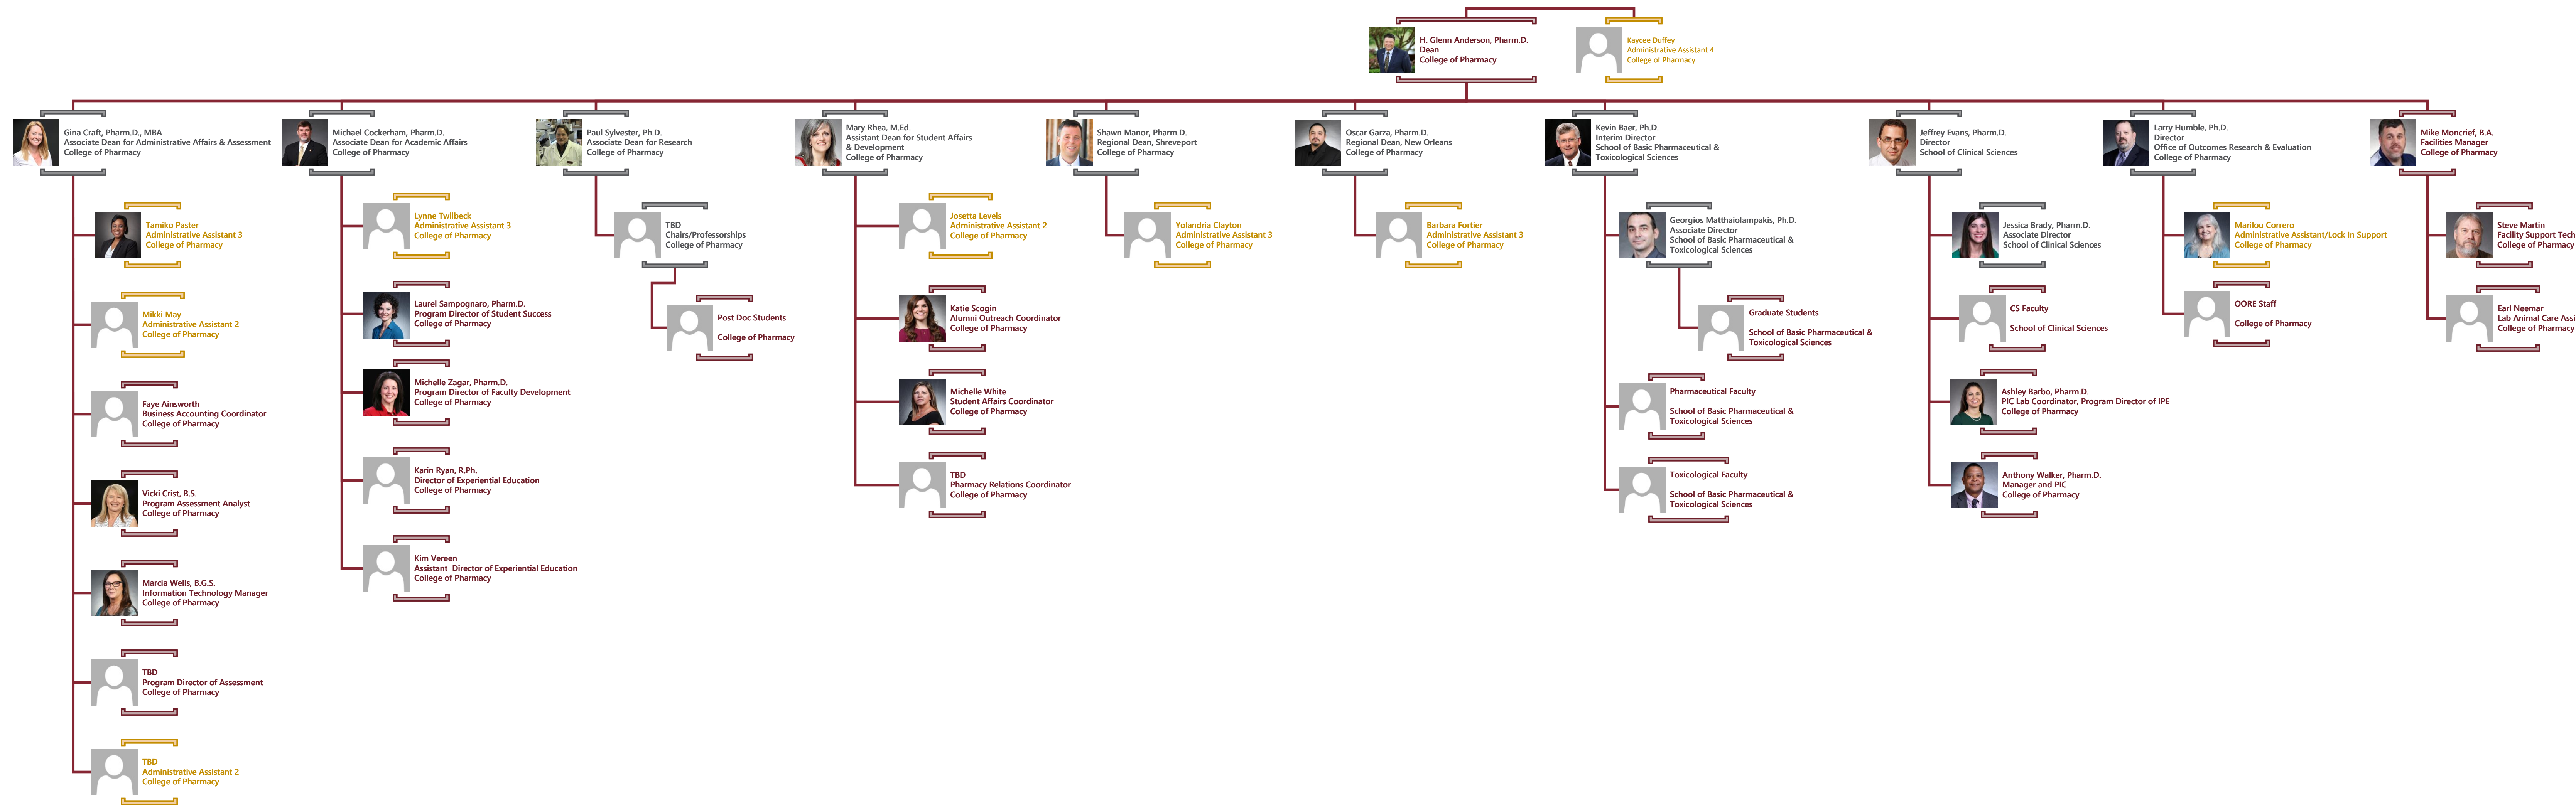 H. Glenn Anderson, Pharm.D.
Dean
College of Pharmacy
Kaycee Duffey
Administrative Assistant 4
College of Pharmacy
Gina Craft, Pharm.D., MBA
Associate Dean for Administrative Affairs & Assessment
College of Pharmacy
Michael Cockerham, Pharm.D.
Associate Dean for Academic Affairs
College of Pharmacy
Paul Sylvester, Ph.D.
Associate Dean for Research
College of Pharmacy
Mary Rhea, M.Ed.
Assistant Dean for Student Affairs
& Development
College of Pharmacy
Shawn Manor, Pharm.D.
Regional Dean, Shreveport
College of Pharmacy
Oscar Garza, Pharm.D.
Regional Dean, New Orleans
College of Pharmacy
Kevin Baer, Ph.D.
Interim Director
School of Basic Pharmaceutical &
Toxicological Sciences
Jeffrey Evans, Pharm.D.
Director
School of Clinical Sciences
Larry Humble, Ph.D.
Director
Office of Outcomes Research & Evaluation
College of Pharmacy
Mike Moncrief, B.A.
Facilities Manager
College of Pharmacy
Tamiko Paster
Administrative Assistant 3
College of Pharmacy
Mikki May
Administrative Assistant 2
College of Pharmacy
Faye Ainsworth
Business Accounting Coordinator
College of Pharmacy
Vicki Crist, B.S.
Program Assessment Analyst
College of Pharmacy
Marcia Wells, B.G.S.
Information Technology Manager
College of Pharmacy
TBD
Program Director of Assessment
College of Pharmacy
TBD
Administrative Assistant 2
College of Pharmacy
Lynne Twilbeck
Administrative Assistant 3
College of Pharmacy
Laurel Sampognaro, Pharm.D.
Program Director of Student Success
College of Pharmacy
Michelle Zagar, Pharm.D.
Program Director of Faculty Development
College of Pharmacy
Karin Ryan, R.Ph.
Director of Experiential Education
College of Pharmacy
Kim Vereen
Assistant Director of Experiential Education
College of Pharmacy
TBD
Chairs/Professorships
College of Pharmacy
Post Doc Students
College of Pharmacy
Josetta Levels
Administrative Assistant 2
College of Pharmacy
Katie Scogin
Alumni Outreach Coordinator
College of Pharmacy
Michelle White
Student Affairs Coordinator
College of Pharmacy
TBD
Pharmacy Relations Coordinator
College of Pharmacy
Yolandria Clayton
Administrative Assistant 3
College of Pharmacy
Barbara Fortier
Administrative Assistant 3
College of Pharmacy
Georgios Matthaiolampakis, Ph.D.
Associate Director
School of Basic Pharmaceutical &
Toxicological Sciences
Graduate Students
School of Basic Pharmaceutical &
Toxicological Sciences
Pharmaceutical Faculty
School of Basic Pharmaceutical &
Toxicological Sciences
Toxicological Faculty
School of Basic Pharmaceutical &
Toxicological Sciences
Jessica Brady, Pharm.D.
Associate Director
School of Clinical Sciences
CS Faculty
School of Clinical Sciences
Ashley Barbo, Pharm.D.
PIC Lab Coordinator, Program Director of IPE
College of Pharmacy
Anthony Walker, Pharm.D.
Manager and PIC
College of Pharmacy
Marilou Correro
Administrative Assistant/Lock In Support
College of Pharmacy
OORE Staff
College of Pharmacy
Steve Martin
Facility Support Tech
College of Pharmacy
Earl Neemar
Lab Animal Care Assi
College of Pharmacy